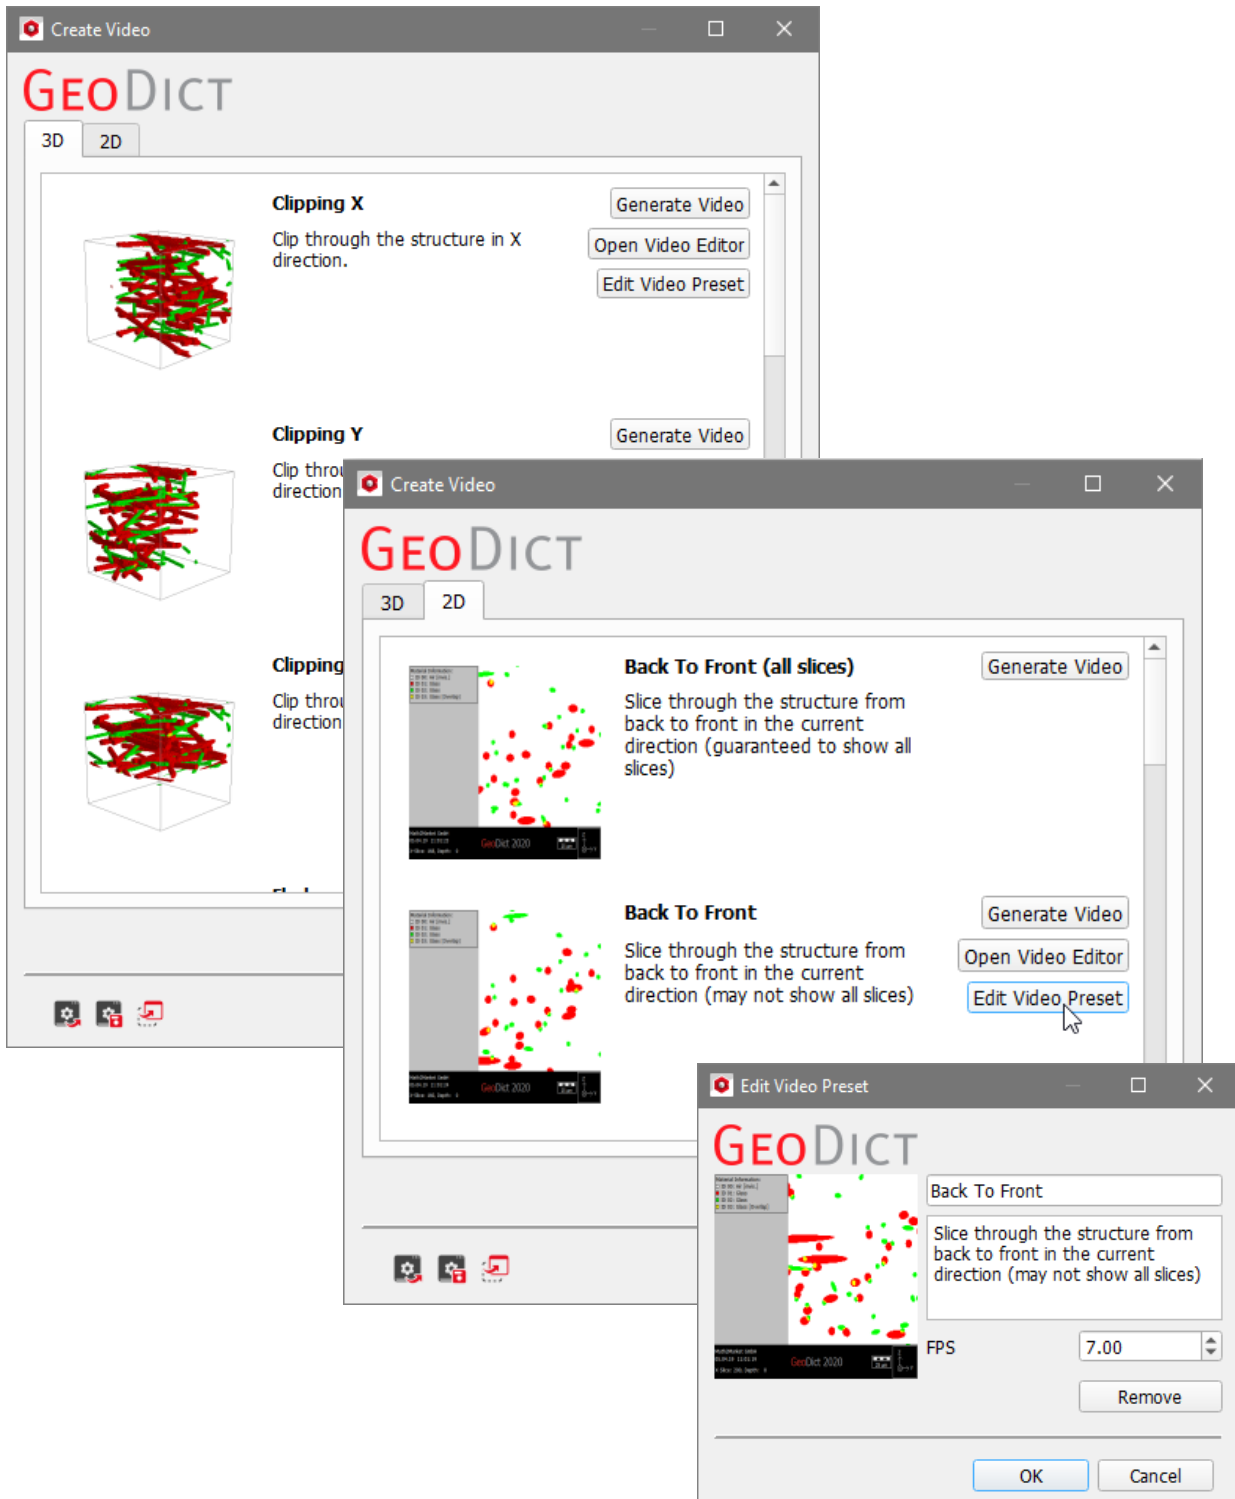 Create Video
GEODICT
3D
2D
Clipping X
Generate Video
Clip through the structure in X
direction.
Open Video Editor
Edit Video Preset
Clipping Y
Generate Video
Clip throu
direction
Clipping
Clip throu
direction
Create Video
GEODICT
3D
2D
Back To Front (all slices)
Generate Video
Slice through the structure from
back to front in the current
direction (guaranteed to show all
slices)
GeoDict 2020
Back To Front
Generate Video
Slice through the structure from
back to front in the current
direction (may not show all slices)
Open Video Editor
Edit Video Preset
GeoDict 2020
Edit Video Preset
GEODICT
Back To Front
Slice through the structure from
back to front in the current
direction (may not show all slices)
GeoDict 2020
FPS
7.00
Remove
OK
Cancel